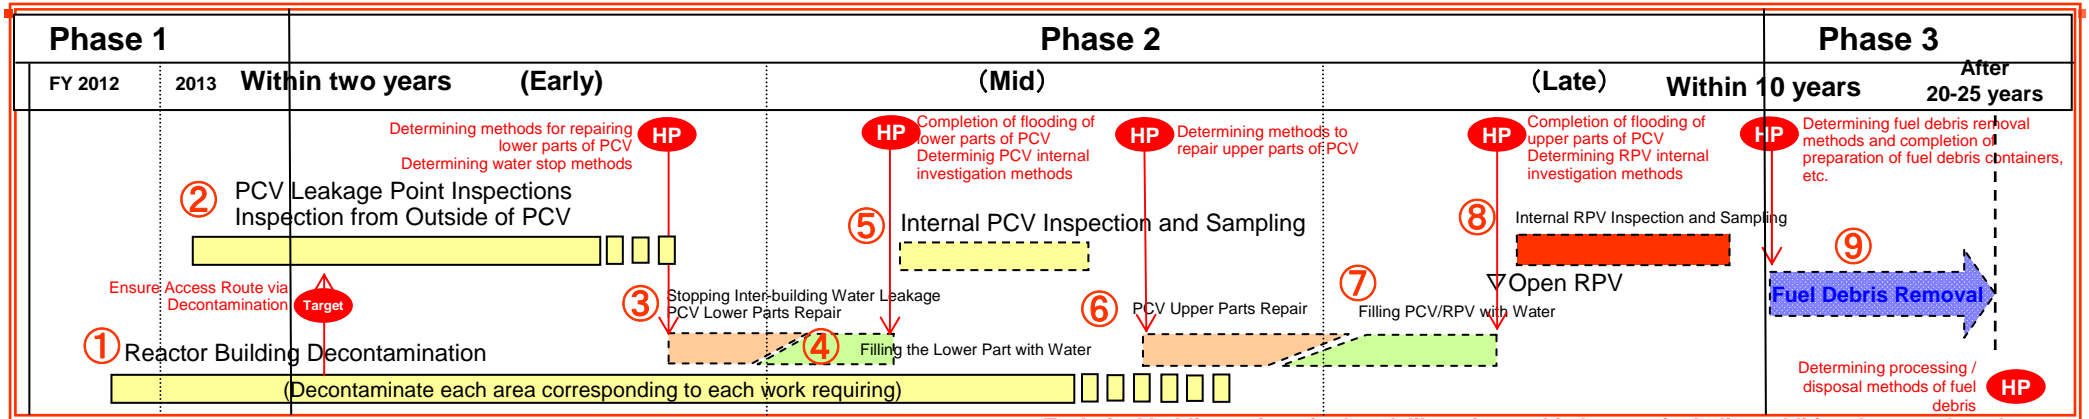 Phase 1
Phase 2
Phase 3
FY 2012
2013
Within two years
(Early)
(Mid)
(Late)
Within 10 years
After
20-25 years
Determining methods for repairing
lower parts of PCV
Determining water stop methods
HP
HP
Completion of flooding of
lower parts of PCV
Determinig PCV internal
investigation methods
HP
Determining methods to
repair upper parts of PCV
HP
Completion of flooding of
upper parts of PCV
Determining RPV internal
investigation methods
HP
Determining fuel debris removal
methods and completion of
preparation of fuel debris containers,
etc.
②
PCV Leakage Point Inspections
Inspection from Outside of PCV
⑤
Internal PCV Inspection and Sampling
⑧
Internal RPV Inspection and Sampling
⑨
Ensure Access Route via
Decontamination
Target
③
Stopping Inter-building Water Leakage
PCV Lower Parts Repair
⑥
PCV Upper Parts Repair
⑦
Filling PCV/RPV with Water
▽Open RPV
Fuel Debris Removal
①
Reactor Building Decontamination
④
Filling the Lower Part with Water
(Decontaminate each area corresponding to each work requiring)
Determining processing /
disposal methods of fuel
debris
HP